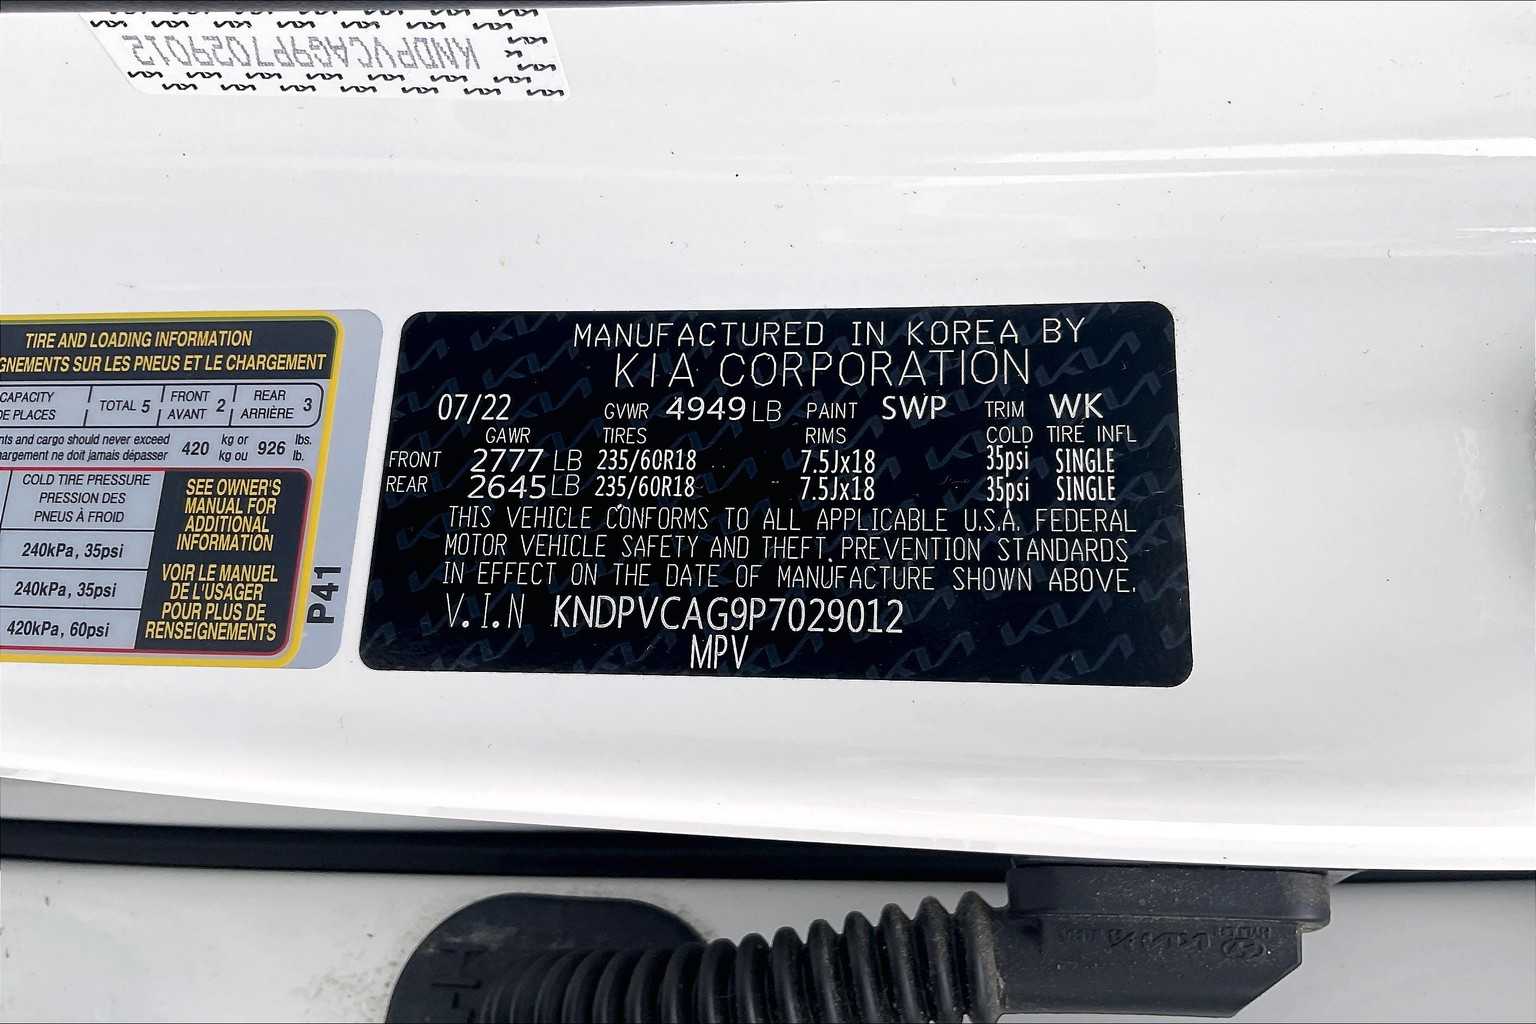 KNDPVCAG9P7029012
TIRE AND LOADING INFORMATION
GNEMENTS SUR LES PNEUS ET LE CHARGEMENT
CAPACITY
DE PLACES
TOTAL 5
FRONT
AVANT 2
REAR
ARRIÈRE 3
nts and cargo should never exceed
argement ne doit jamais dépasser
420 kg or
kg ou
926 lbs.
lb.
COLD TIRE PRESSURE
PRESSION DES
PNEUS À FROID
240kPa, 35psi
240kPa, 35psi
420kPa, 60psi
SEE OWNER'S
MANUAL FOR
ADDITIONAL
INFORMATION
VOIR LE MANUEL
DE L'USAGER
POUR PLUS DE
RENSEIGNEMENTS
P41
MANUFACTURED IN KOREA BY
KIA CORPORATION
07/22 GVWR 4949 LB PAINT SWP TRIM WK
GAWR TIRES RIMS COLD TIRE INFL
FRONT 2777 LB 235/60R18 7.5Jx18 35psi SINGLE
REAR 2645 LB 235/60R18 7.5Jx18 35psi SINGLE
THIS VEHICLE CONFORMS TO ALL APPLICABLE U.S.A. FEDERAL
MOTOR VEHICLE SAFETY AND THEFT PREVENTION STANDARDS
IN EFFECT ON THE DATE OF MANUFACTURE SHOWN ABOVE.
V.I.N KNDPVCAG9P7029012
MPV